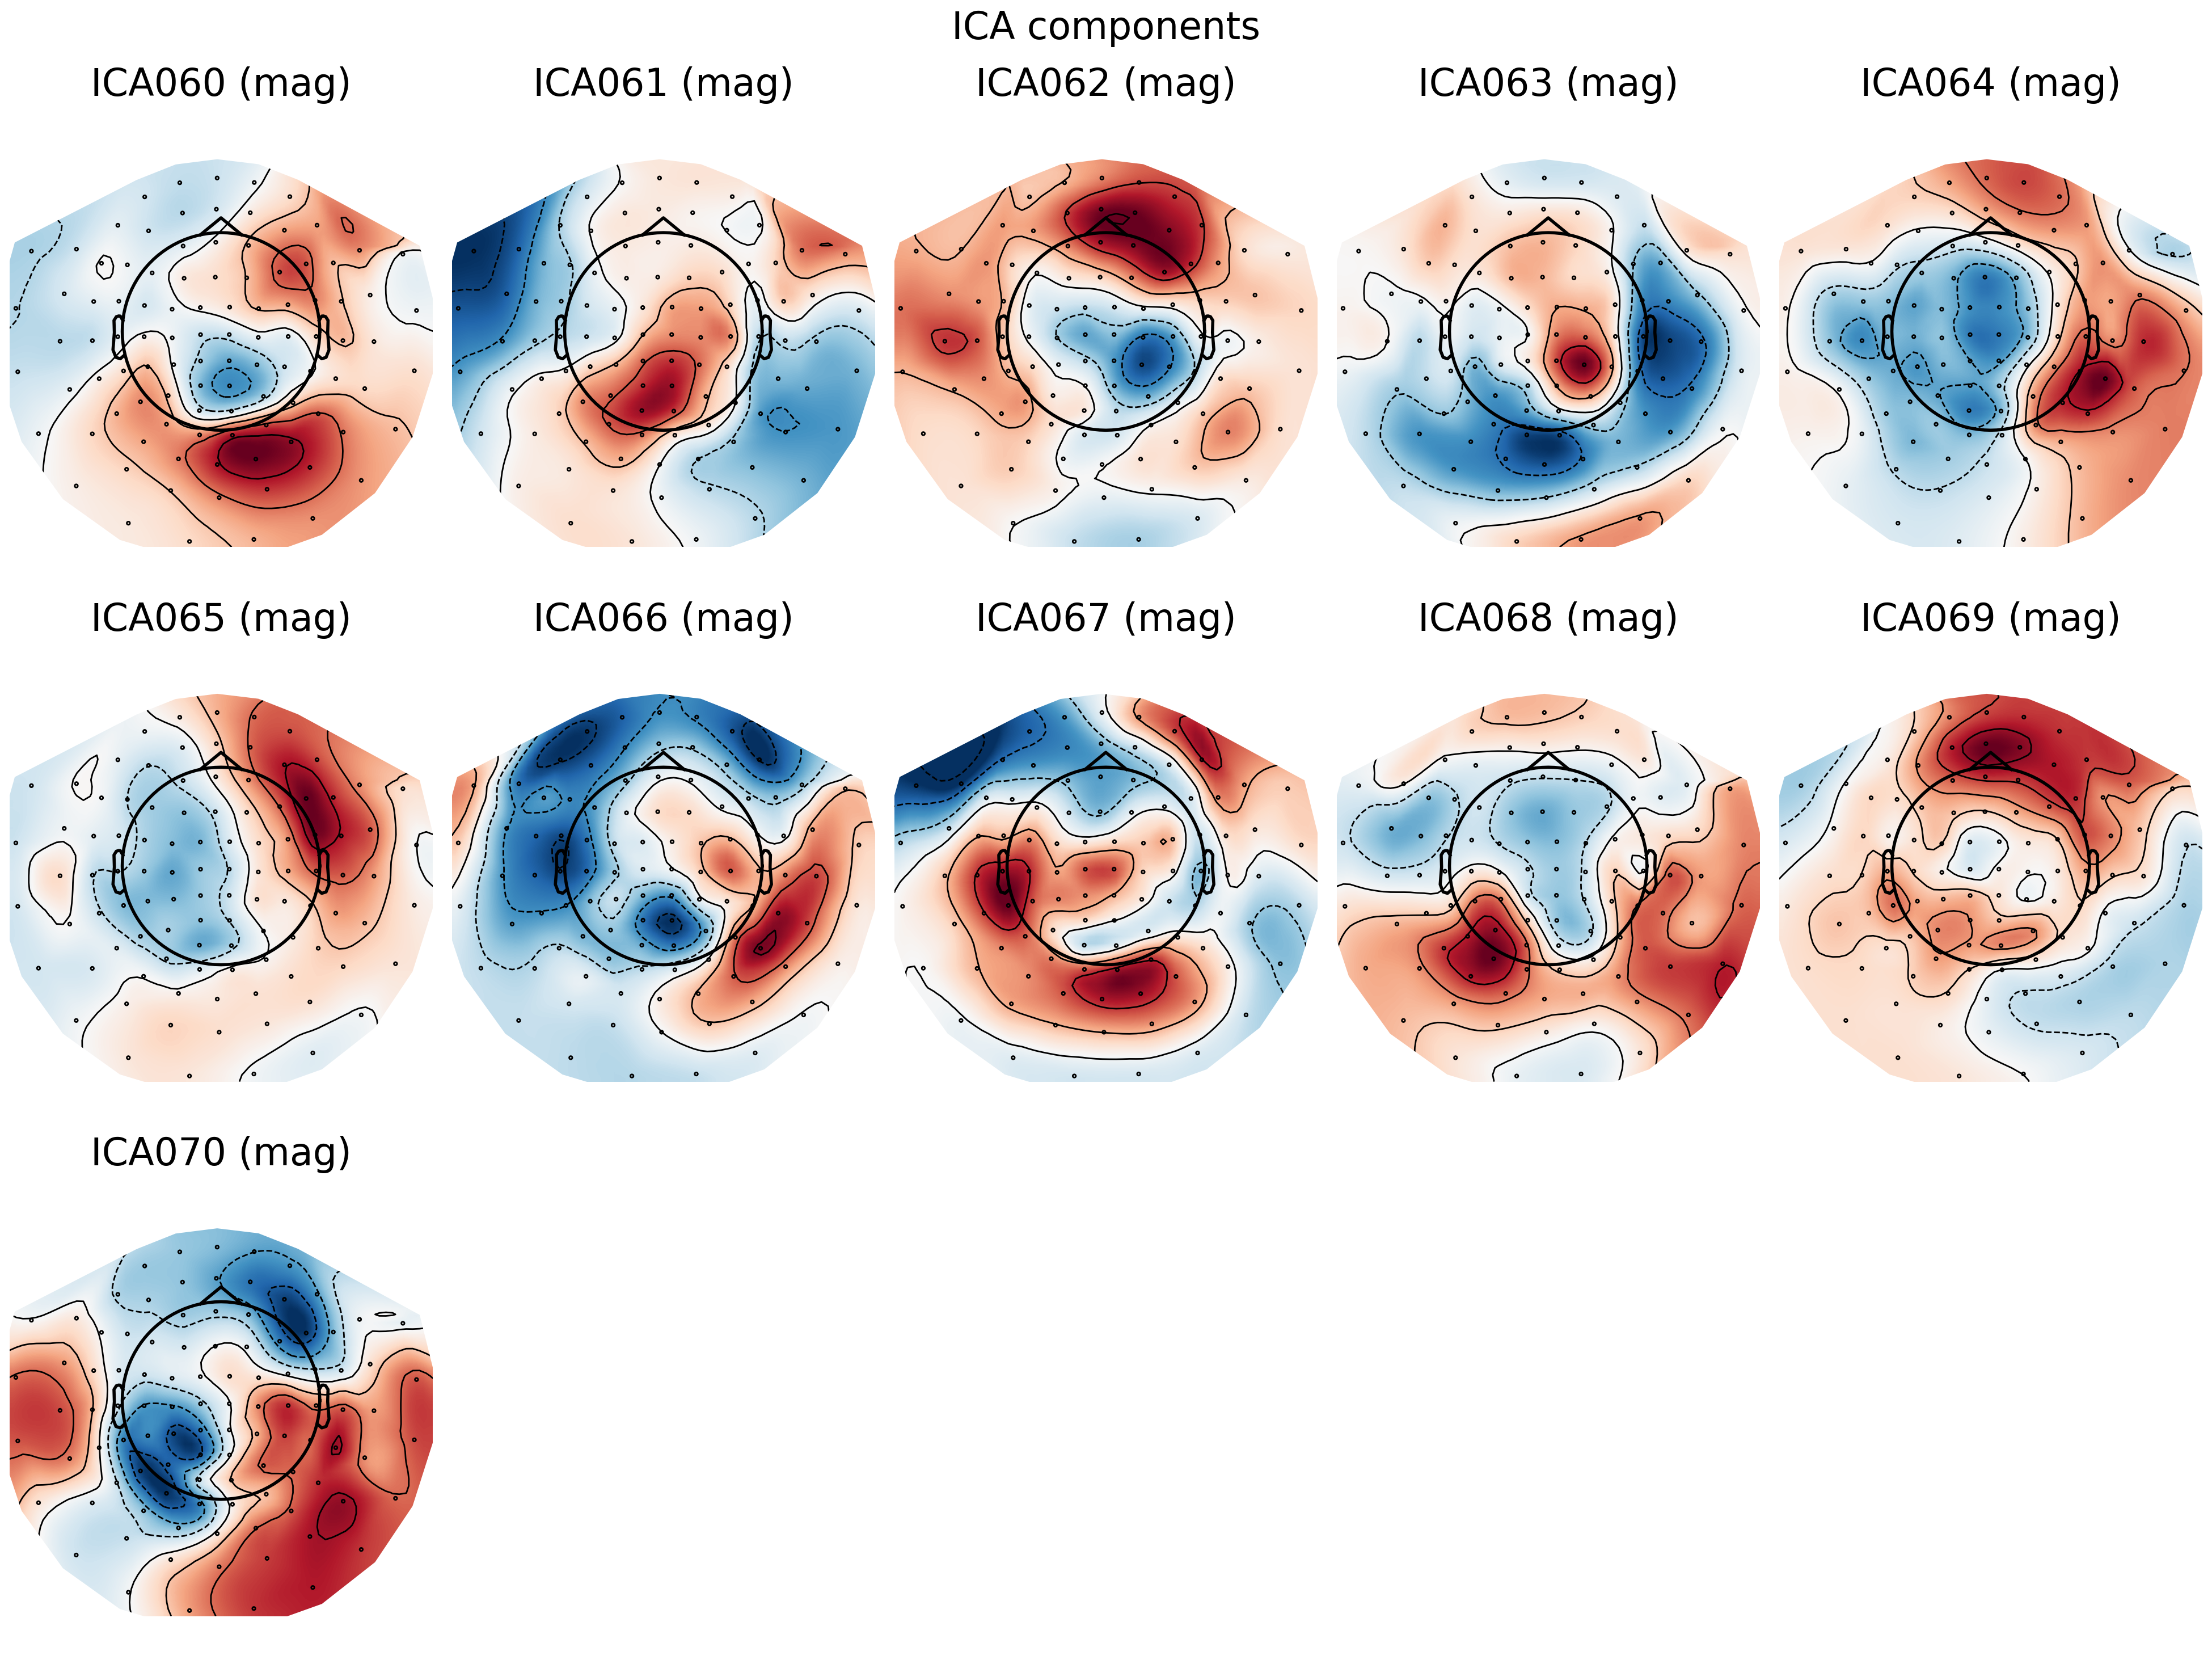 ICA components
ICA060 (mag) ICA061 (mag) ICA062 (mag) ICA063 (mag) ICA064 (mag)
ICA065 (mag) ICA066 (mag) ICA067 (mag) ICA068 (mag) ICA069 (mag)
ICA070 (mag)